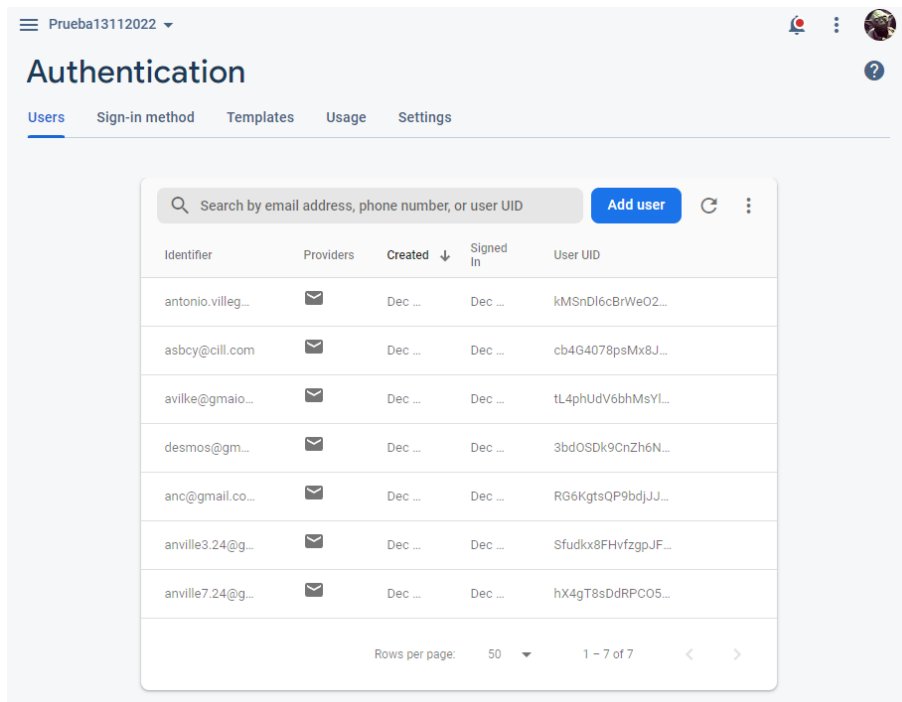 Prueba13112022
Authentication
Users Sign-in method Templates Usage Settings
Search by email address, phone number, or user UID Add user
Identifier Providers Created Signed In User UID
antonio.villeg... Dec ... Dec ... kMSnDl6cBrWeO2...
asbcy@cill.com Dec ... Dec ... cb4G4078psMx8J...
avilke@gmaio... Dec ... Dec ... tL4phUdV6bhMsYl...
desmos@gm... Dec ... Dec ... 3bdOSDk9CnZh6N...
anc@gmail.co... Dec ... Dec ... RG6KgtsQP9bdjJJ...
anville3.24@g... Dec ... Dec ... Sfudkx8FHvfzgpJF...
anville7.24@g... Dec ... Dec ... hX4gT8sDdRPCO5...
Rows per page: 50 1 – 7 of 7